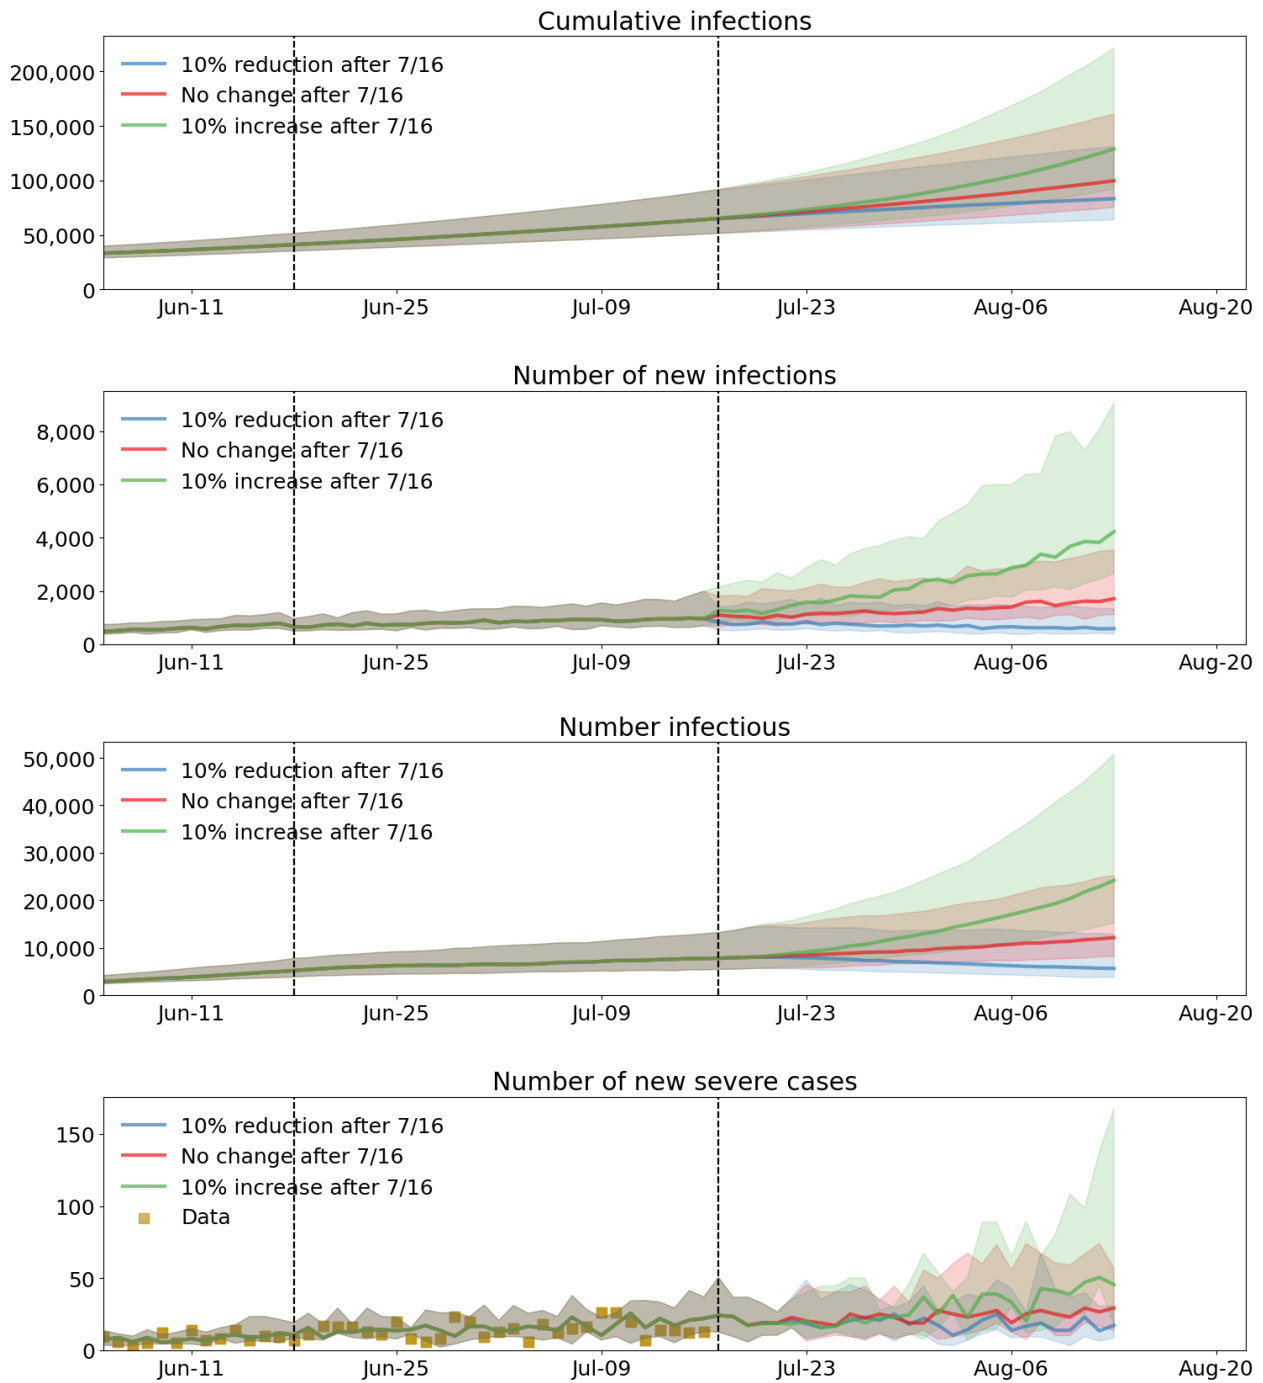 Cumulative infections
200,000
150,000
100,000
50,000
0
10% reduction after 7/16
No change after 7/16
10% increase after 7/16
Jun-11 Jun-25 Jul-09 Jul-23 Aug-06 Aug-20
Number of new infections
8,000
6,000
4,000
2,000
0
10% reduction after 7/16
No change after 7/16
10% increase after 7/16
Jun-11 Jun-25 Jul-09 Jul-23 Aug-06 Aug-20
Number infectious
50,000
40,000
30,000
20,000
10,000
0
10% reduction after 7/16
No change after 7/16
10% increase after 7/16
Jun-11 Jun-25 Jul-09 Jul-23 Aug-06 Aug-20
Number of new severe cases
150
100
50
0
10% reduction after 7/16
No change after 7/16
10% increase after 7/16
Data
Jun-11 Jun-25 Jul-09 Jul-23 Aug-06 Aug-20